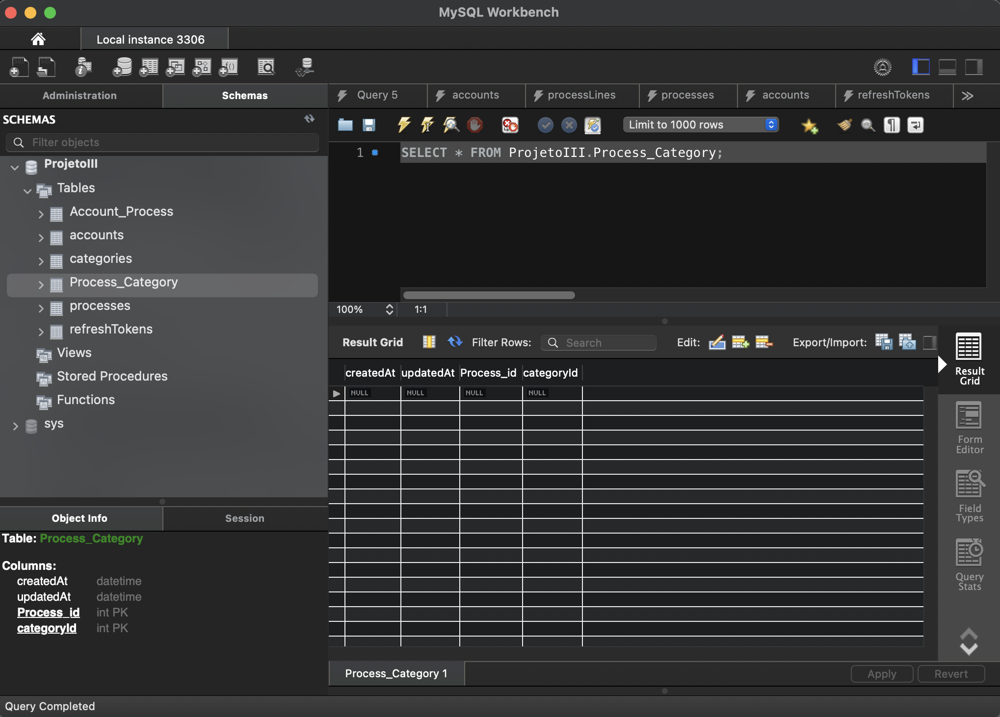 MySQL Workbench
Local instance 3306
Administration
Schemas
Query 5
accounts
processLines
processes
accounts
refreshTokens
SCHEMAS
Filter objects
ProjetoIII
Tables
Account_Process
accounts
categories
Process_Category
processes
refreshTokens
Views
Stored Procedures
Functions
sys
Limit to 1000 rows
1
SELECT * FROM ProjetoIII.Process_Category;
100%
1:1
Result Grid
Filter Rows:
Search
Edit:
Export/Import:
createdAt updatedAt Process_id categoryId
NULL NULL NULL NULL
Result
Grid
Form
Editor
Field
Types
Query
Stats
Object Info
Session
Table: Process_Category
Columns:
createdAt datetime
updatedAt datetime
Process_id int PK
categoryId int PK
Process_Category 1
Apply
Revert
Query Completed